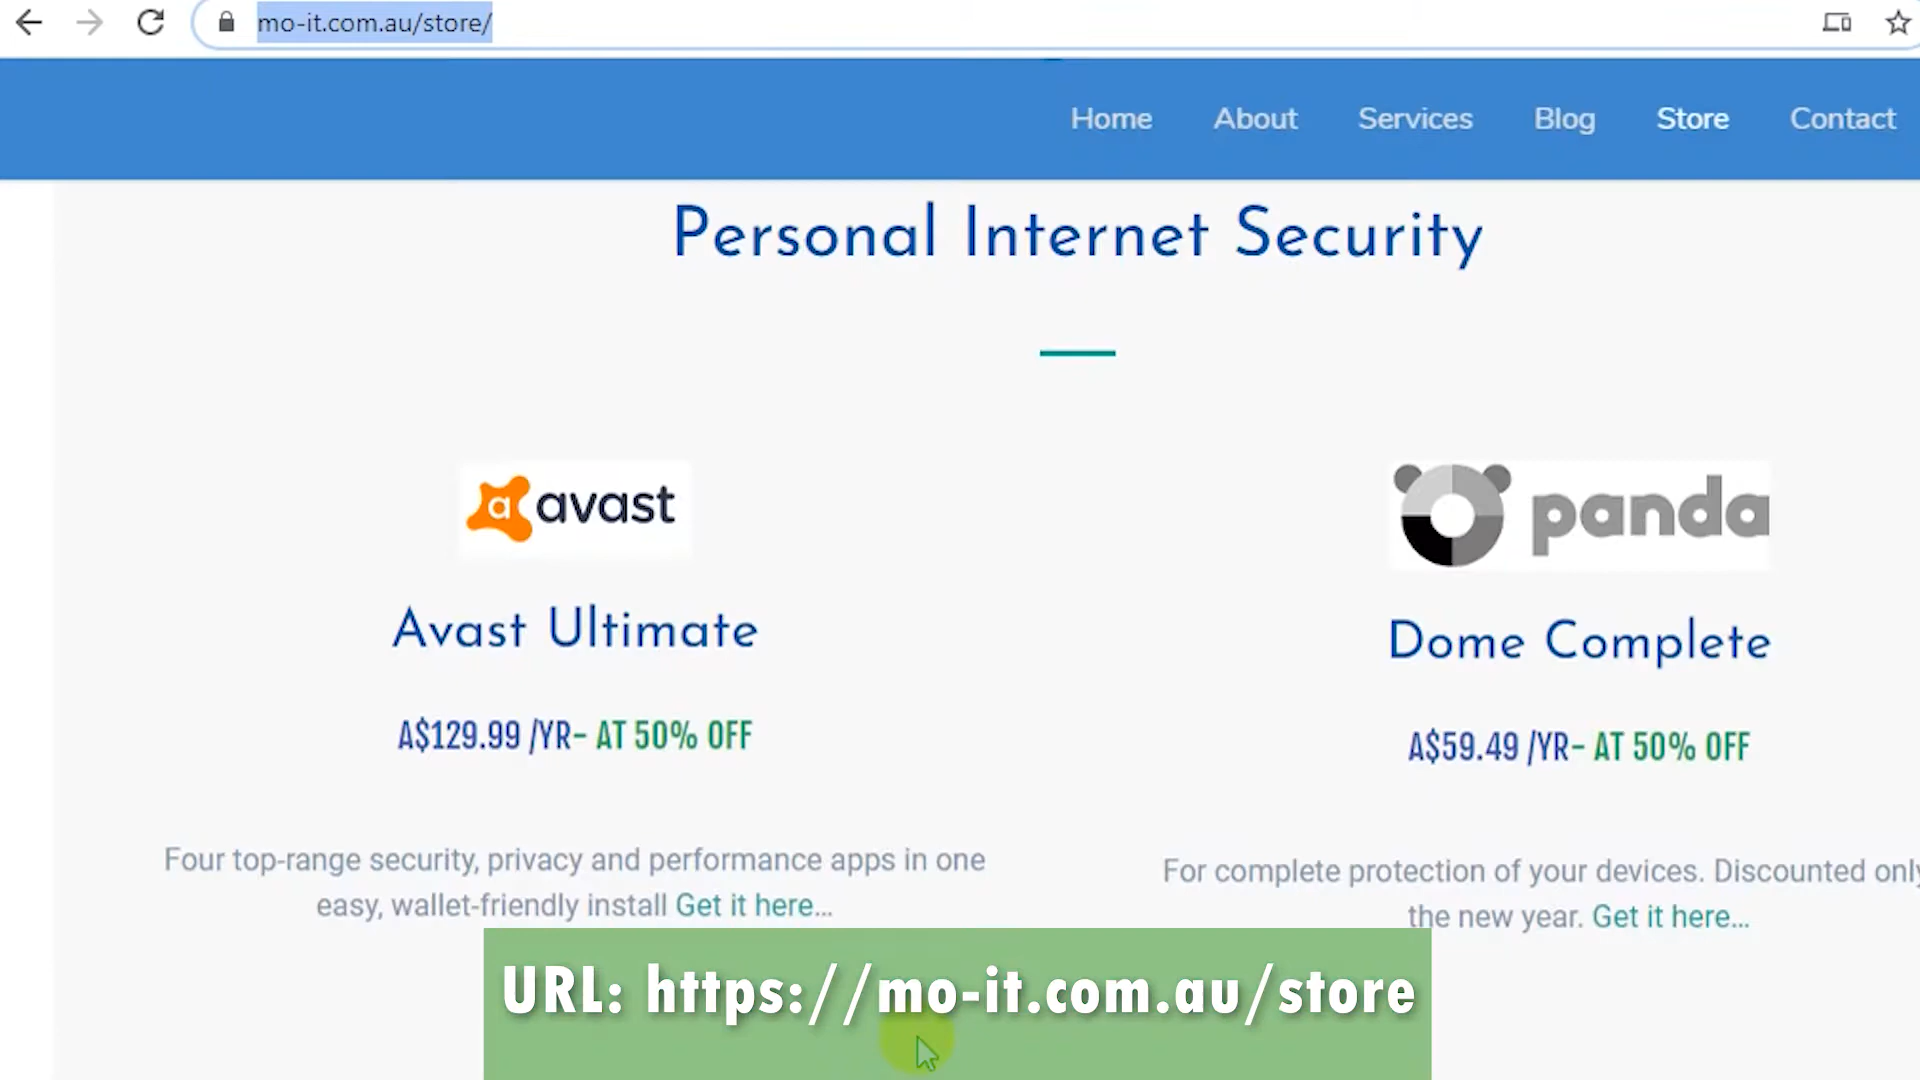 mo-it.com.au/store/
Home About Services Blog Store Contact
Personal Internet Security
a avast
panda
Avast Ultimate
Dome Complete
A$129.99 /YR– AT 50% OFF
A$59.49 /YR– AT 50% OFF
Four top-range security, privacy and performance apps in one
easy, wallet-friendly install Get it here...
For complete protection of your devices. Discounted only
the new year. Get it here...
URL: https://mo-it.com.au/store